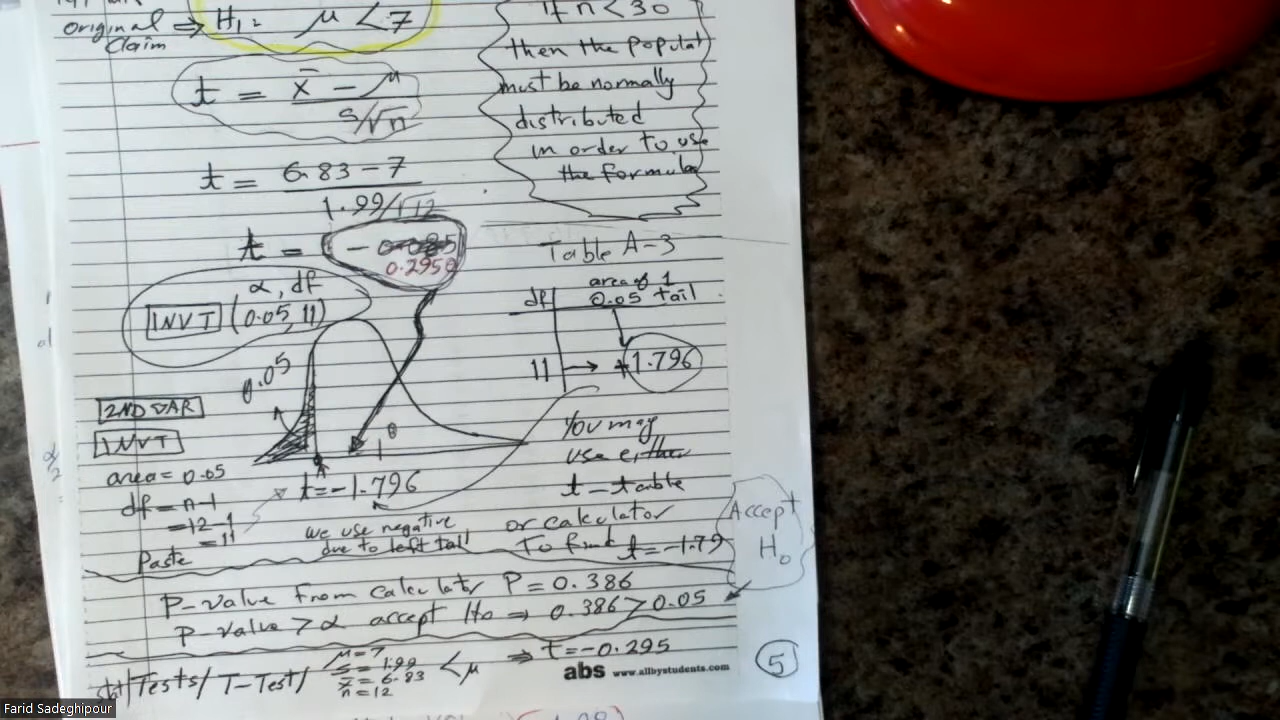 original ⇒ H1: μ < 7
Claim
if n < 30
then the populat
must be normally
distributed
in order to use
the formula
t = x̄ − μ
s/√n
t = 6.83 − 7
1.99/√12
t = −
0.2959
α, df
INVT (0.05, 11)
Table A-3
area of 1
df 0.05 tail
11 → 1.796
0.05
0
2ND VAR
INVT
area = 0.05
df = n-1
= 12-1
= 11
Paste
t = -1.796
we use negative
due to left tail
You may
use either
t-table
or calculator
To find t = -1.79
Accept
H0
P-value from calculator P = 0.386
P-value > α accept H0 ⇒ 0.386 > 0.05
stat/Tests/ T-Test/
μ = 7
s = 1.99
x̄ = 6.83
n = 12
< μ ⇒ t = -0.295
abs www.allbystudents.com
5
Farid Sadeghipour